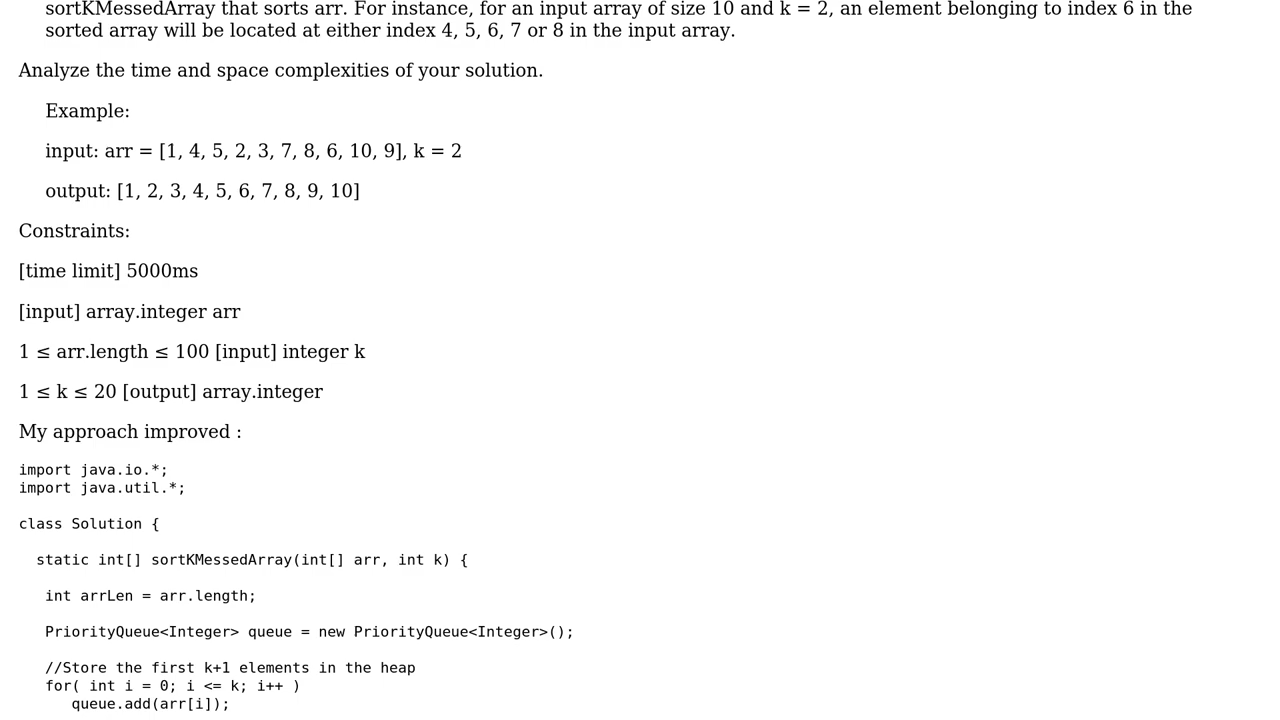 sortKMessedArray that sorts arr. For instance, for an input array of size 10 and k = 2, an element belonging to index 6 in the
sorted array will be located at either index 4, 5, 6, 7 or 8 in the input array.
Analyze the time and space complexities of your solution.
Example:
input: arr = [1, 4, 5, 2, 3, 7, 8, 6, 10, 9], k = 2
output: [1, 2, 3, 4, 5, 6, 7, 8, 9, 10]
Constraints:
[time limit] 5000ms
[input] array.integer arr
1 ≤ arr.length ≤ 100 [input] integer k
1 ≤ k ≤ 20 [output] array.integer
My approach improved :
import java.io.*;
import java.util.*;
class Solution {
static int[] sortKMessedArray(int[] arr, int k) {
int arrLen = arr.length;
PriorityQueue<Integer> queue = new PriorityQueue<Integer>();
//Store the first k+1 elements in the heap
for( int i = 0; i <= k; i++ )
queue.add(arr[i]);